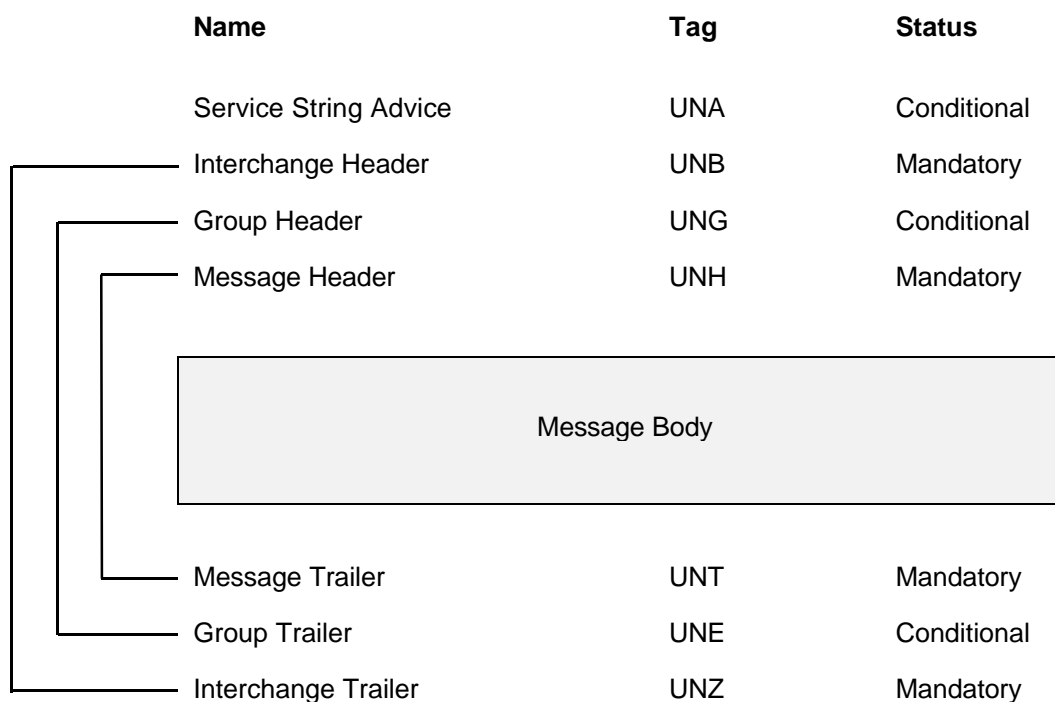 Name Tag Status
Service String Advice UNA Conditional
Interchange Header UNB Mandatory
Group Header UNG Conditional
Message Header UNH Mandatory
Message Body
Message Trailer UNT Mandatory
Group Trailer UNE Conditional
Interchange Trailer UNZ Mandatory